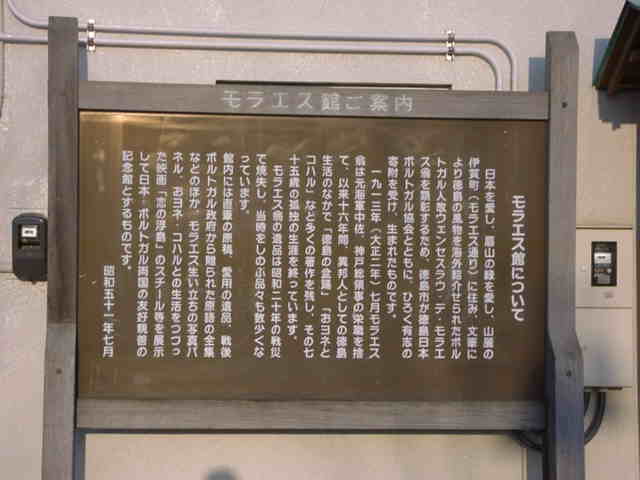 モラエス館ご案内
モラエス館について
日本を愛し、眉山の緑を愛し、山麓の
伊賀町（モラエス通り）に住み、文豪に
より徳島の風物を海外紹介せられたポル
トガル人故ウェンセスラウ・デ・モラエ
ス翁を顕彰するため、徳島市が徳島日本
ポルトガル協会とともに、ひろく有志の
寄附を受け、生まれたものです。
一九一三年（大正二年）七月モラエス
翁は元海軍中佐、神戸総領事の栄職を捨
て、以来十六年間、異邦人としての徳島
生活のなかで「徳島の盆踊」「およねと
コハル」など多くの著作を残し、その七
十五歳の孤独の生涯を終っています。
モラエス翁の遺品は昭和二十年の戦災
で焼失し、当時をしのぶ品々も数少くな
っています。
館内には直筆の原稿、愛用の遺品、戦後
ポルトガル政府から贈られた原語の全集
などのほか、モラエス生い立ちの写真パ
ネル、おヨネ・コハルとの生活をつづっ
た映画「恋の浮島」のスチール等を展示
して日本・ポルトガル両国の友好親善の
記念館とするものです。
昭和五十一年七月